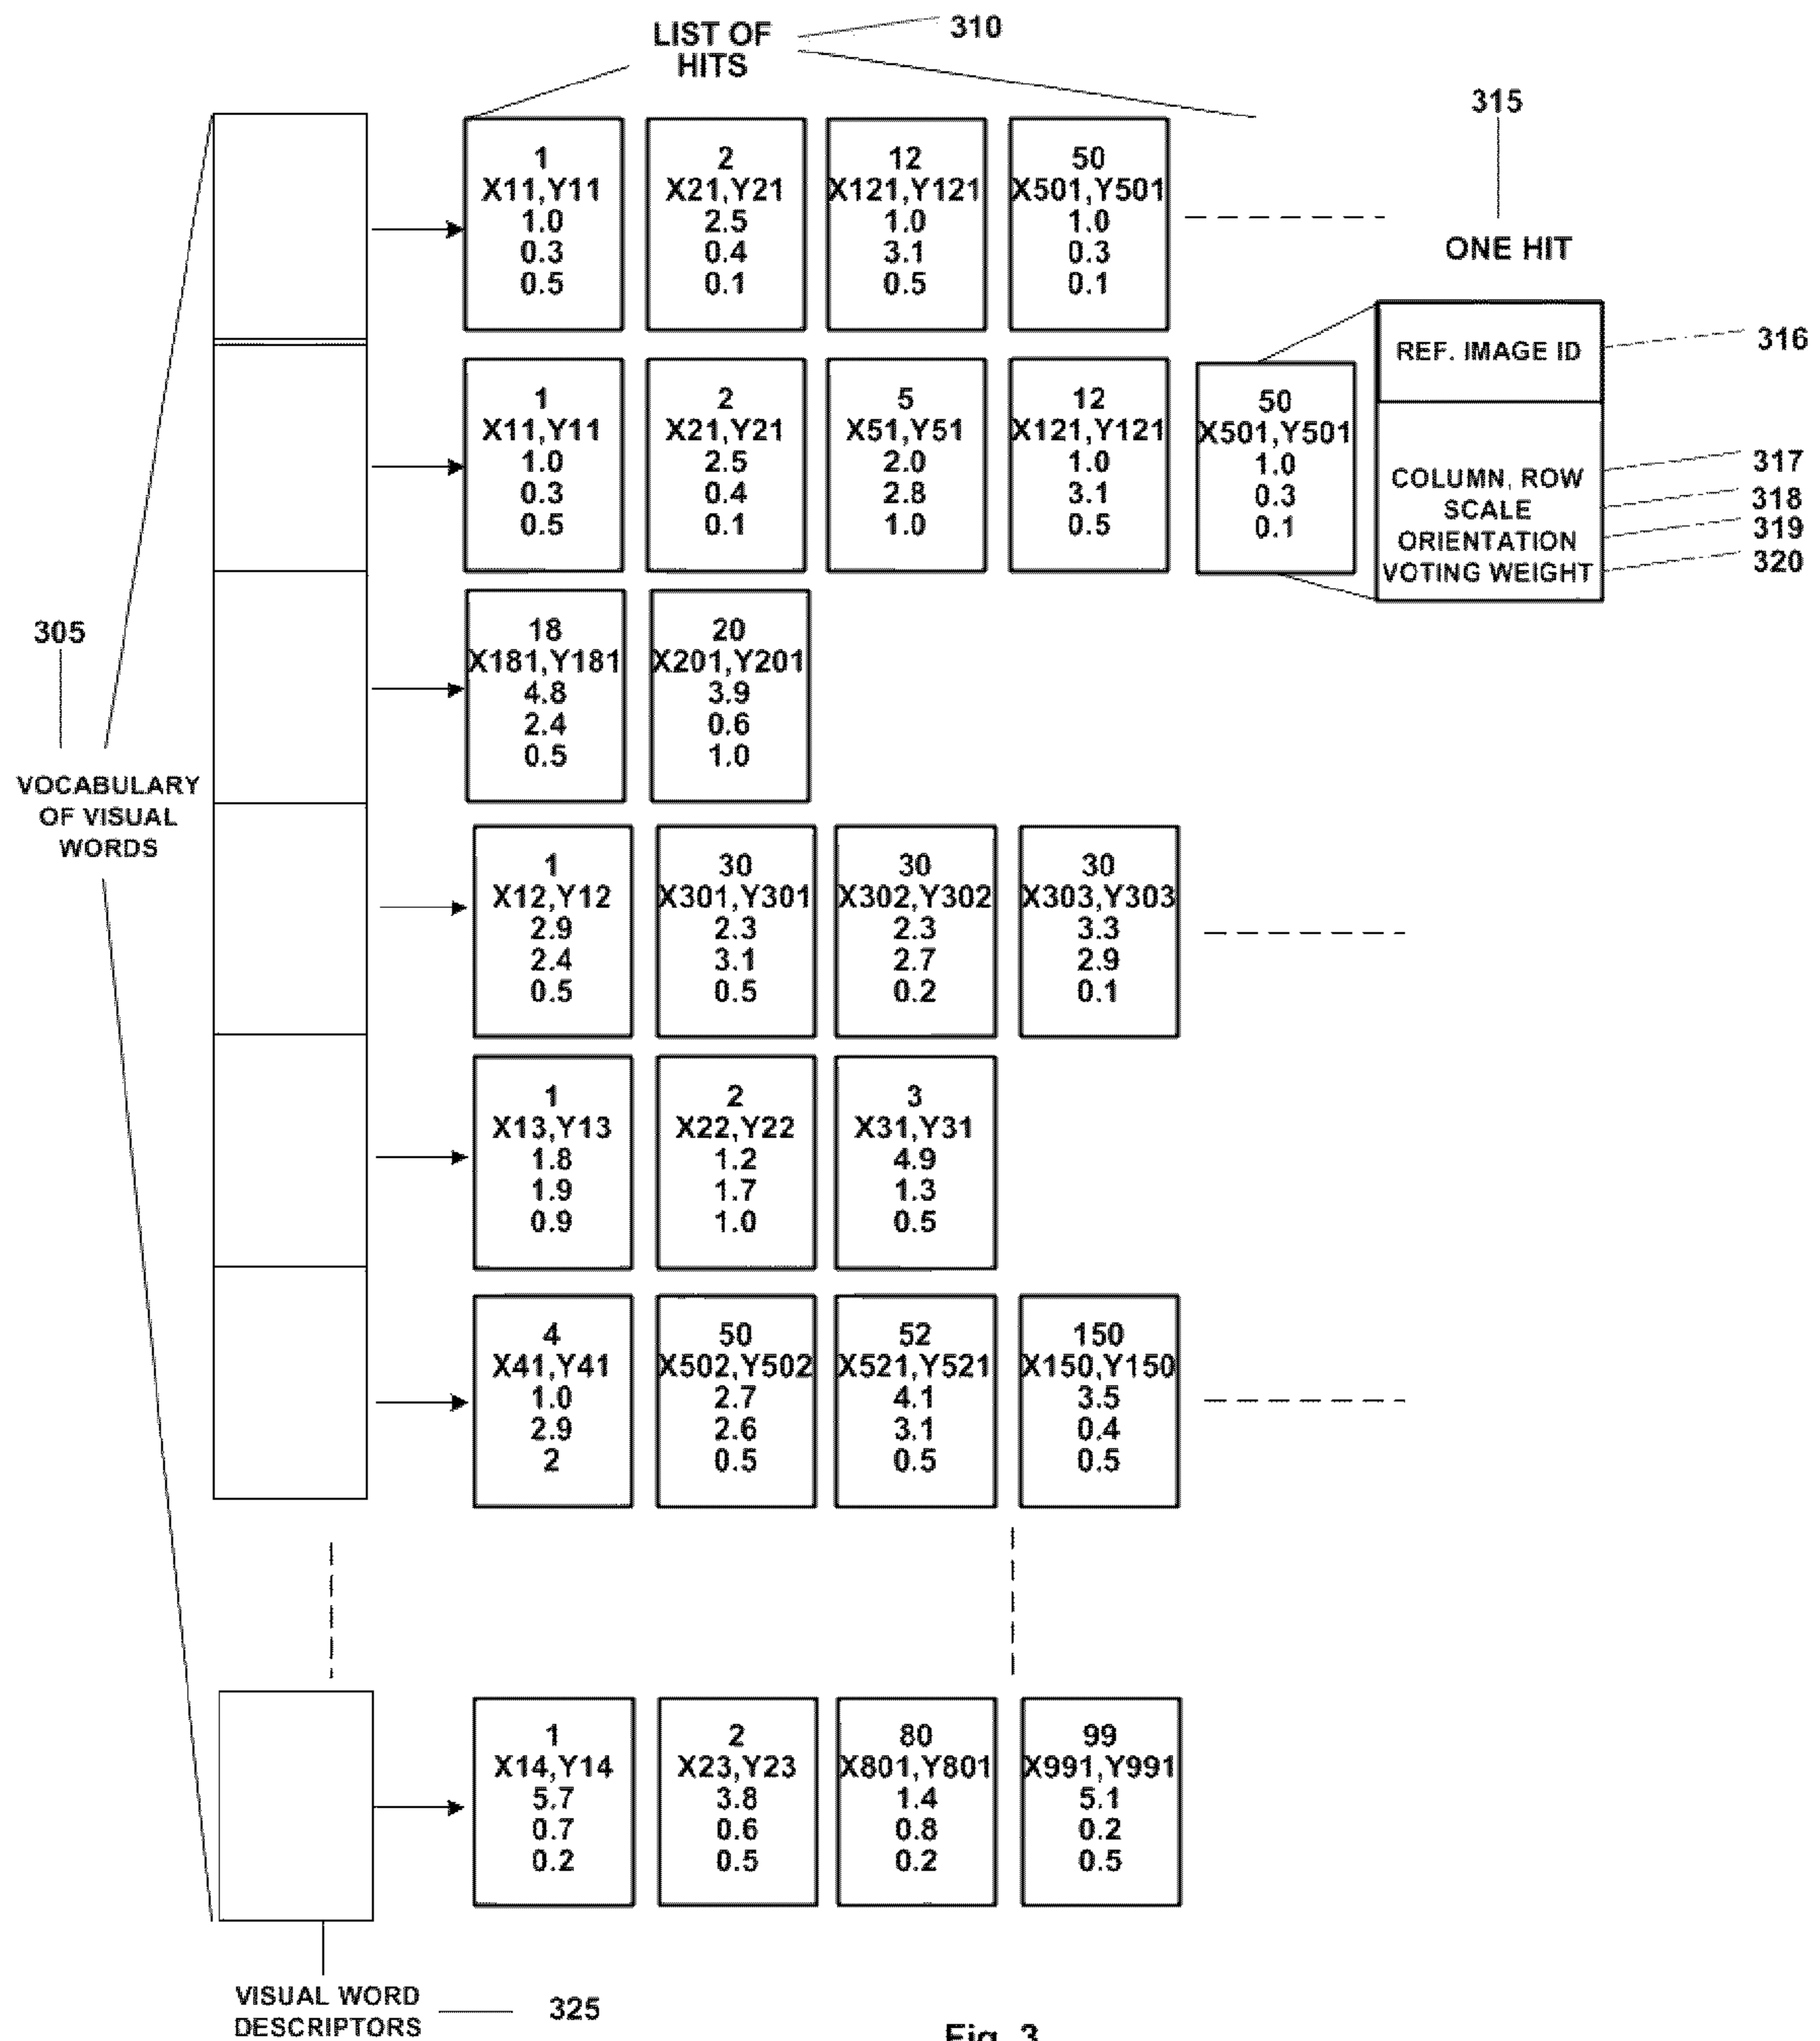 LIST OF
HITS
310
315
ONE HIT
1
X11,Y11
1.0
0.3
0.5
2
X21,Y21
2.5
0.4
0.1
12
X121,Y121
1.0
3.1
0.5
50
X501,Y501
1.0
0.3
0.1
REF. IMAGE ID
316
COLUMN, ROW
317
SCALE
318
ORIENTATION
319
VOTING WEIGHT
320
1
X11,Y11
1.0
0.3
0.5
2
X21,Y21
2.5
0.4
0.1
5
X51,Y51
2.0
2.8
1.0
12
X121,Y121
1.0
3.1
0.5
50
X501,Y501
1.0
0.3
0.1
305
VOCABULARY
OF VISUAL
WORDS
18
X181,Y181
4.8
2.4
0.5
20
X201,Y201
3.9
0.6
1.0
1
X12,Y12
2.9
2.4
0.5
30
X301,Y301
2.3
3.1
0.5
30
X302,Y302
2.3
2.7
0.2
30
X303,Y303
3.3
2.9
0.1
1
X13,Y13
1.8
1.9
0.9
2
X22,Y22
1.2
1.7
1.0
3
X31,Y31
4.9
1.3
0.5
4
X41,Y41
1.0
2.9
2
50
X502,Y502
2.7
2.6
0.5
52
X521,Y521
4.1
3.1
0.5
150
X150,Y150
3.5
0.4
0.5
1
X14,Y14
5.7
0.7
0.2
2
X23,Y23
3.8
0.6
0.5
80
X801,Y801
1.4
0.8
0.2
99
X991,Y991
5.1
0.2
0.5
VISUAL WORD
DESCRIPTORS
325
Fig. 3